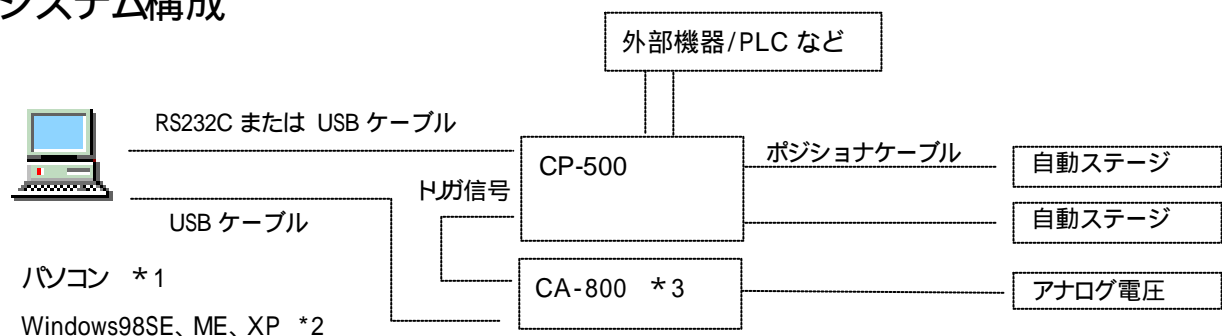 システム構成
外部機器/PLC など
RS232C または USB ケーブル
CP-500
ポジショナケーブル
自動ステージ
トリガ信号
自動ステージ
USB ケーブル
パソコン *1
CA-800 *3
アナログ電圧
Windows98SE、ME、XP *2